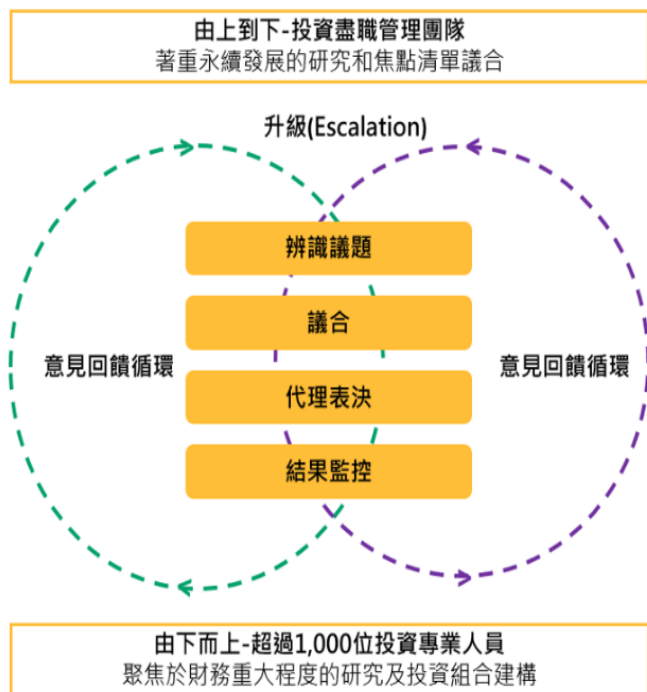 由上到下-投資盡職管理團隊
著重永續發展的研究和焦點清單議合
升級(Escalation)
辨識議題
議合
意見回饋循環
意見回饋循環
代理表決
結果監控
由下而上-超過1,000位投資專業人員
聚焦於財務重大程度的研究及投資組合建構